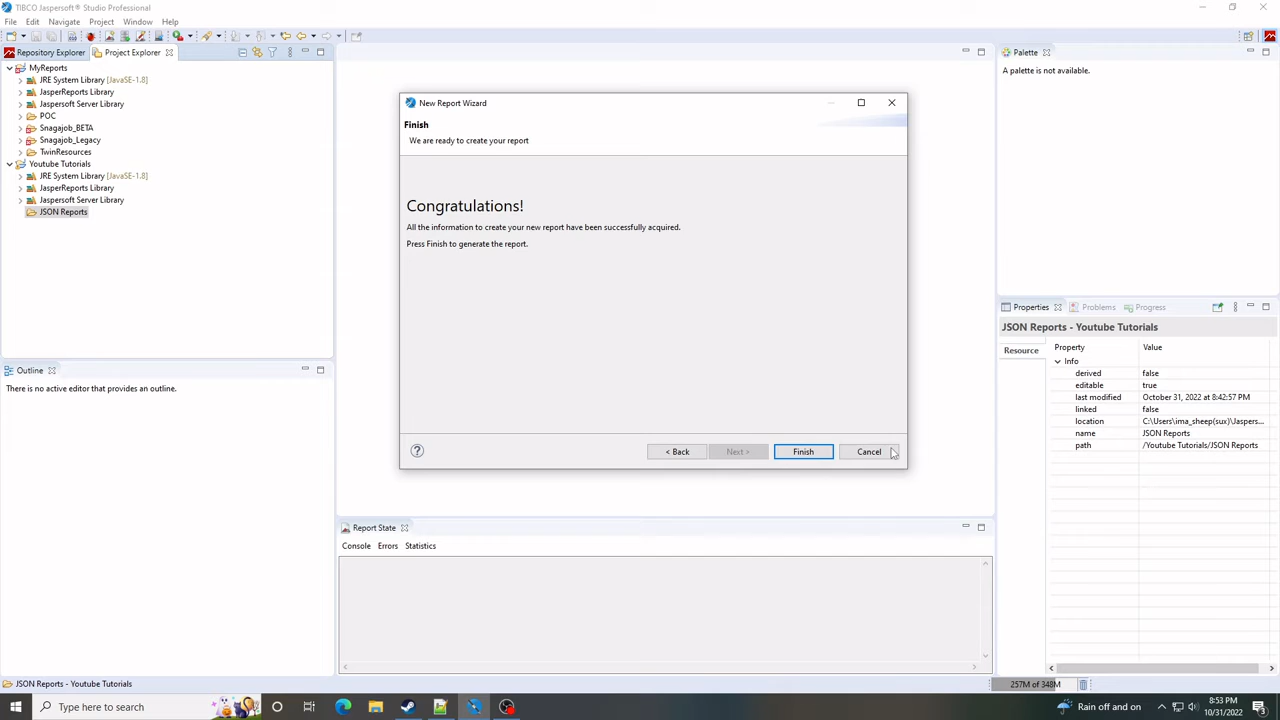 TIBCO Jaspersoft® Studio Professional
File Edit Navigate Project Window Help
Repository Explorer Project Explorer
MyReports
JRE System Library [JavaSE-1.8]
JasperReports Library
Jaspersoft Server Library
POC
Snagajob_BETA
Snagajob_Legacy
TwinResources
Youtube Tutorials
JRE System Library [JavaSE-1.8]
JasperReports Library
Jaspersoft Server Library
JSON Reports
Outline
There is no active editor that provides an outline.
New Report Wizard
Finish
We are ready to create your report
Congratulations!
All the information to create your new report have been successfully acquired.
Press Finish to generate the report.
< Back Next > Finish Cancel
Report State
Console Errors Statistics
Palette
A palette is not available.
Properties Problems Progress
JSON Reports - Youtube Tutorials
Resource
Property Value
Info
derived false
editable true
last modified October 31, 2022 at 8:42:57 PM
linked false
location C:\Users\ima_sheep(sux)\Jaspers...
name JSON Reports
path /Youtube Tutorials/JSON Reports
JSON Reports - Youtube Tutorials
257M of 348M
Type here to search
Rain off and on
8:53 PM
10/31/2022
3